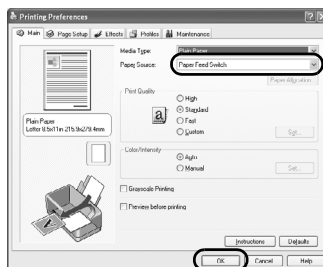 Printing Preferences
Main Page Setup Effects Profiles Maintenance
Media Type: Plain Paper
Paper Source: Paper Feed Switch
Paper Allocation
Print Quality
High
Standard
Fast
Custom Set...
Plain Paper
Letter 8.5x11in 215.9x279.4mm
Color/Intensity
Auto
Manual Set...
Grayscale Printing
Preview before printing
Instructions Defaults
OK Cancel Help